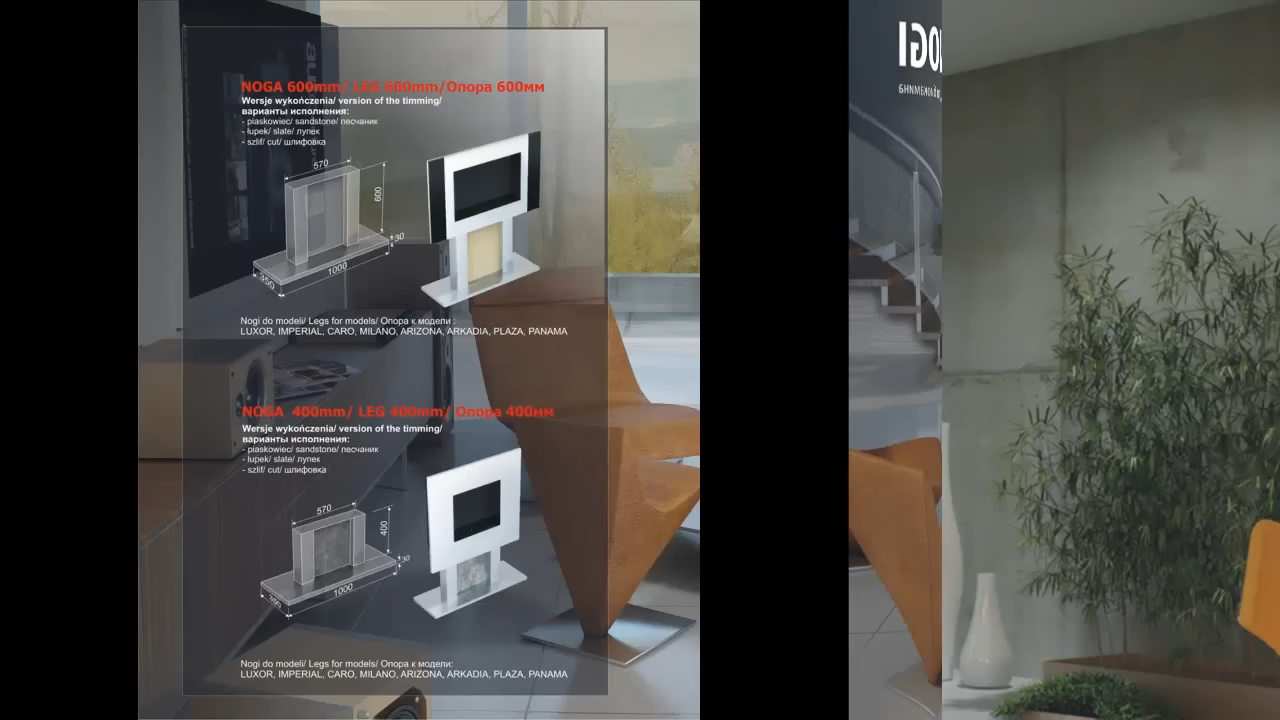 NOGA 600mm/ LEG 600mm/Опора 600мм
Wersje wykończenia/ version of the timming/
варианты исполнения:
- piaskowiec/ sandstone/ песчаник
- łupek/ slate/ лупек
- szlif/ cut/ шлифовка
570
600
30
1000
350
Nogi do modeli/ Legs for models/ Опора к модели :
LUXOR, IMPERIAL, CARO, MILANO, ARIZONA, ARKADIA, PLAZA, PANAMA
NOGA 400mm/ LEG 400mm/ Опора 400мм
Wersje wykończenia/ version of the timming/
варианты исполнения:
- piaskowiec/ sandstone/ песчаник
- łupek/ slate/ лупек
- szlif/ cut/ шлифовка
570
400
30
1000
350
Nogi do modeli/ Legs for models/ Опора к модели:
LUXOR, IMPERIAL, CARO, MILANO, ARIZONA, ARKADIA, PLAZA, PANAMA